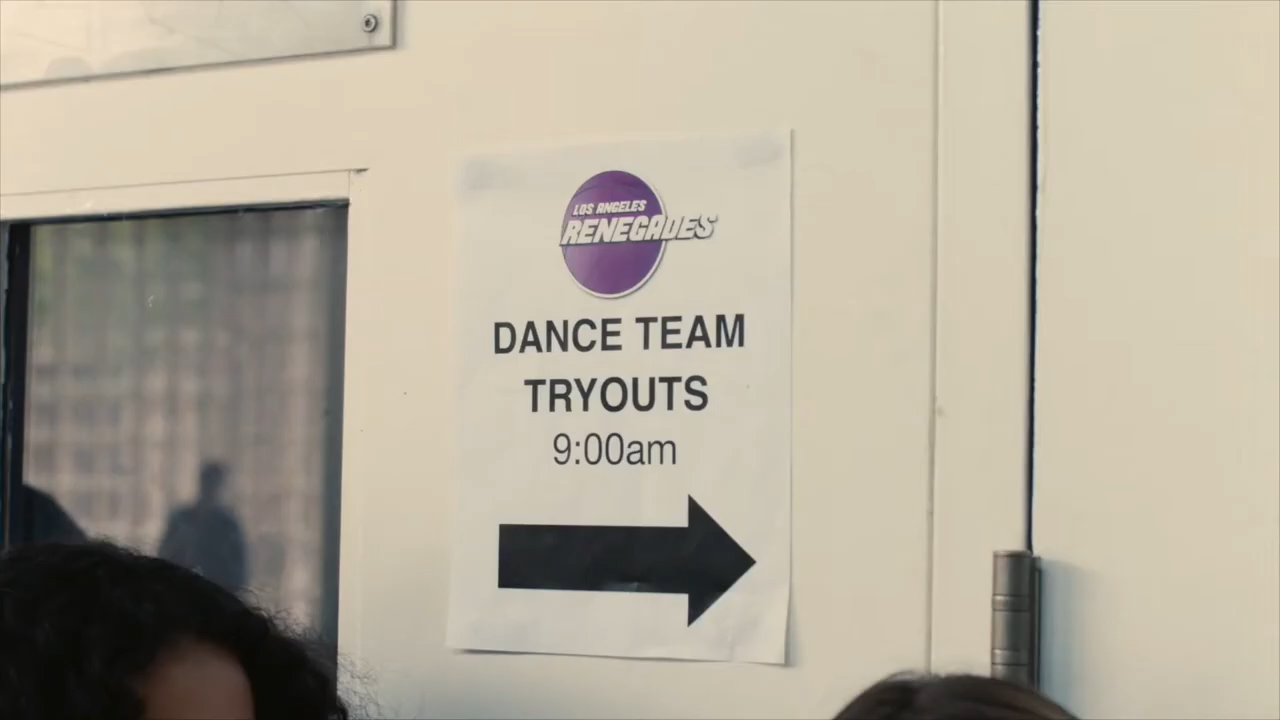 LOS ANGELES
RENEGADES
DANCE TEAM
TRYOUTS
9:00am